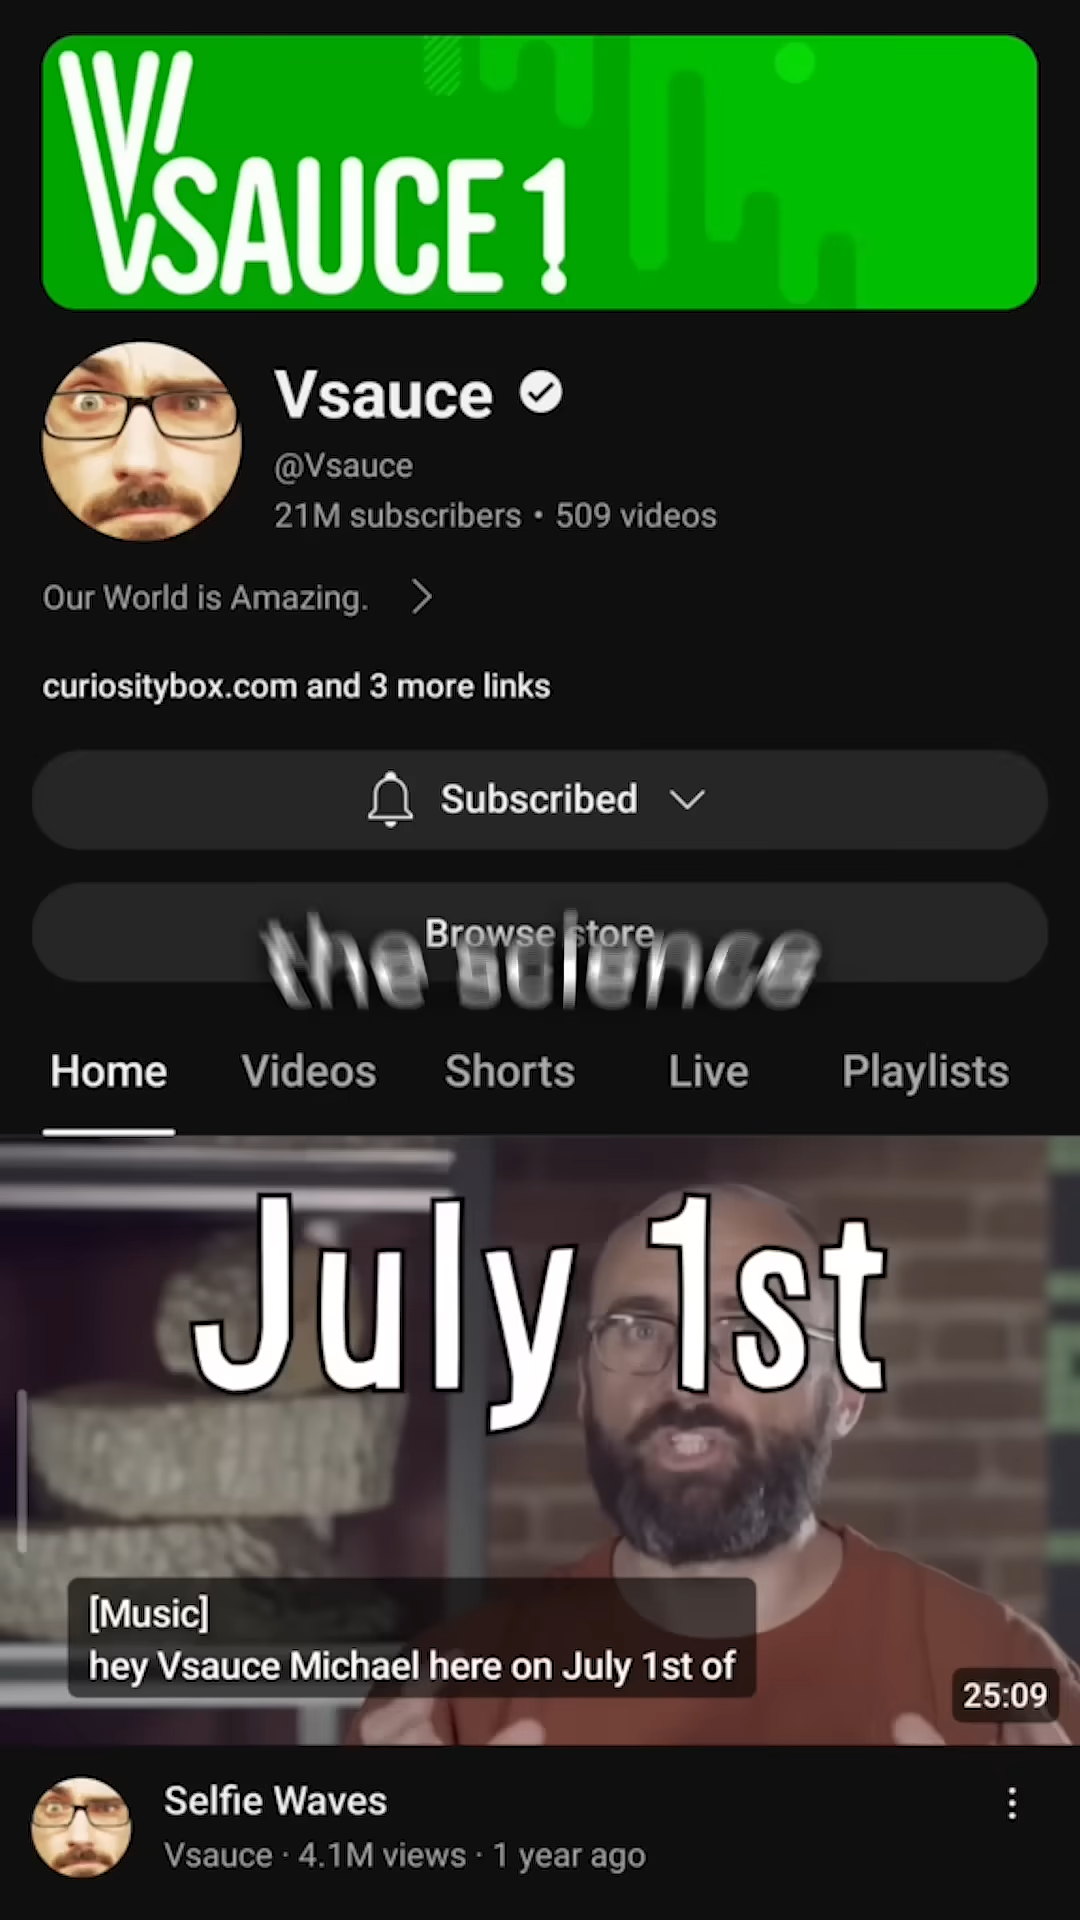 VSAUCE 1
Vsauce
@Vsauce
21M subscribers • 509 videos
Our World is Amazing.
curiositybox.com and 3 more links
Subscribed
Browse store
the science
Home Videos Shorts Live Playlists
July 1st
[Music]
hey Vsauce Michael here on July 1st of
25:09
Selfie Waves
Vsauce · 4.1M views · 1 year ago